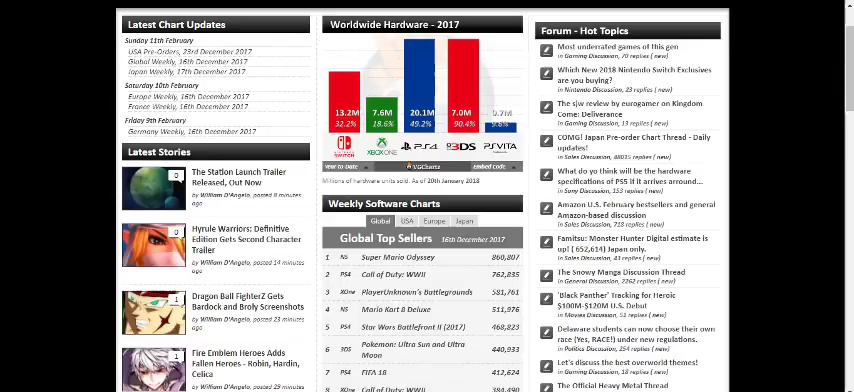 Latest Chart Updates
Sunday 11th February
USA Pre-Orders, 23rd December 2017
Global Weekly, 16th December 2017
Japan Weekly, 17th December 2017
Saturday 10th February
Europe Weekly, 16th December 2017
France Weekly, 16th December 2017
Friday 9th February
Germany Weekly, 16th December 2017
Latest Stories
0
The Station Launch Trailer
Released, Out Now
by William D'Angelo, posted 8 minutes
ago
0
Hyrule Warriors: Definitive
Edition Gets Second Character
Trailer
by William D'Angelo, posted 14 minutes
ago
1
Dragon Ball FighterZ Gets
Bardock and Broly Screenshots
by William D'Angelo, posted 23 minutes
ago
1
Fire Emblem Heroes Adds
Fallen Heroes - Robin, Hardin,
Celica
by William D'Angelo, posted 29 minutes
Worldwide Hardware - 2017
13.2M 7.6M 20.1M 7.0M 0.7M
32.2% 18.6% 49.2% 90.4% 9.6%
NINTENDO SWITCH XBOX ONE PS4 3DS PSVITA
Year to Date VGChartz Embed Code
Millions of hardware units sold. As of 20th January 2018
Weekly Software Charts
Global USA Europe Japan
Global Top Sellers 16th December 2017
1 NS Super Mario Odyssey 860,807
2 PS4 Call of Duty: WWII 762,835
3 XOne PlayerUnknown's Battlegrounds 581,761
4 NS Mario Kart 8 Deluxe 511,976
5 PS4 Star Wars Battlefront II (2017) 468,823
6 3DS Pokemon: Ultra Sun and Ultra
Moon 440,933
7 PS4 FIFA 18 412,624
8 XOne Call of Duty: WWII 384,490
Forum - Hot Topics
Most underrated games of this gen
in Gaming Discussion, 70 replies (new)
Which New 2018 Nintendo Switch Exclusives
are you buying?
in Nintendo Discussion, 23 replies (new)
The sjw review by eurogamer on Kingdom
Come: Deliverance
in Gaming Discussion, 13 replies (new)
COMG! Japan Pre-order Chart Thread - Daily
updates!
in Sales Discussion, 48015 replies (new)
What do yo think will be the hardware
specifications of PS5 if it arrives arround...
in Sony Discussion, 153 replies (new)
Amazon U.S. February bestsellers and general
Amazon-based discussion
in Sales Discussion, 718 replies (new)
Famitsu: Monster Hunter Digital estimate is
up! ( 652,614) Japan only.
in Sales Discussion, 43 replies (new)
The Snowy Manga Discussion Thread
in General Discussion, 2262 replies (new)
'Black Panther' Tracking for Heroic
$100M-$120M U.S. Debut
in Movies Discussion, 51 replies (new)
Delaware students can now choose their own
race (Yes, RACE!) under new regulations.
in Politics Discussion, 254 replies (new)
Let's discuss the best overworld themes!
in Gaming Discussion, 18 replies (new)
The Official Heavy Metal Thread